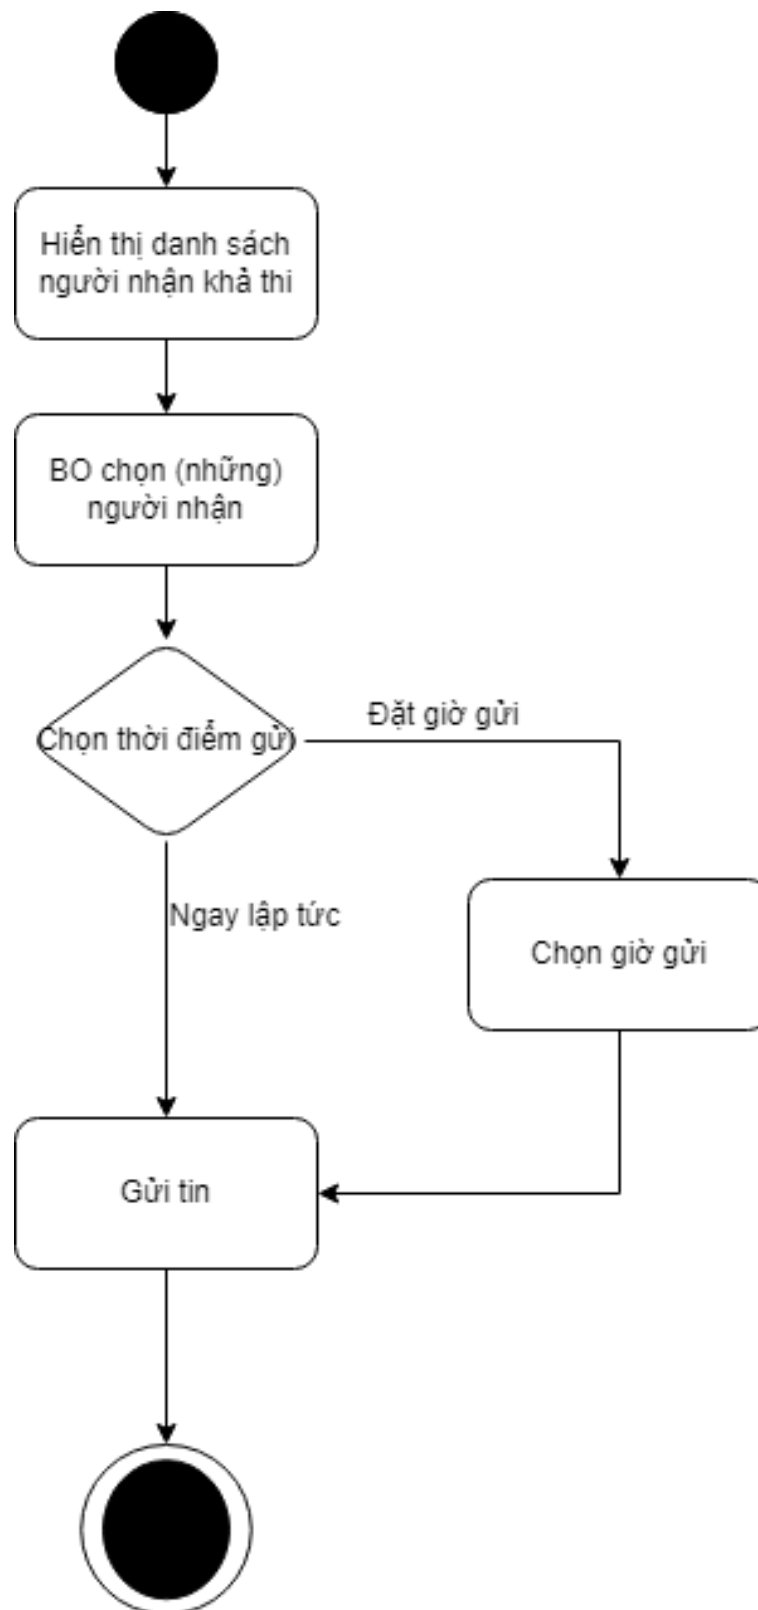 Hiển thị danh sách
người nhận khả thi
BO chọn (những)
người nhận
Chọn thời điểm gửi
Đặt giờ gửi
Ngay lập tức
Chọn giờ gửi
Gửi tin